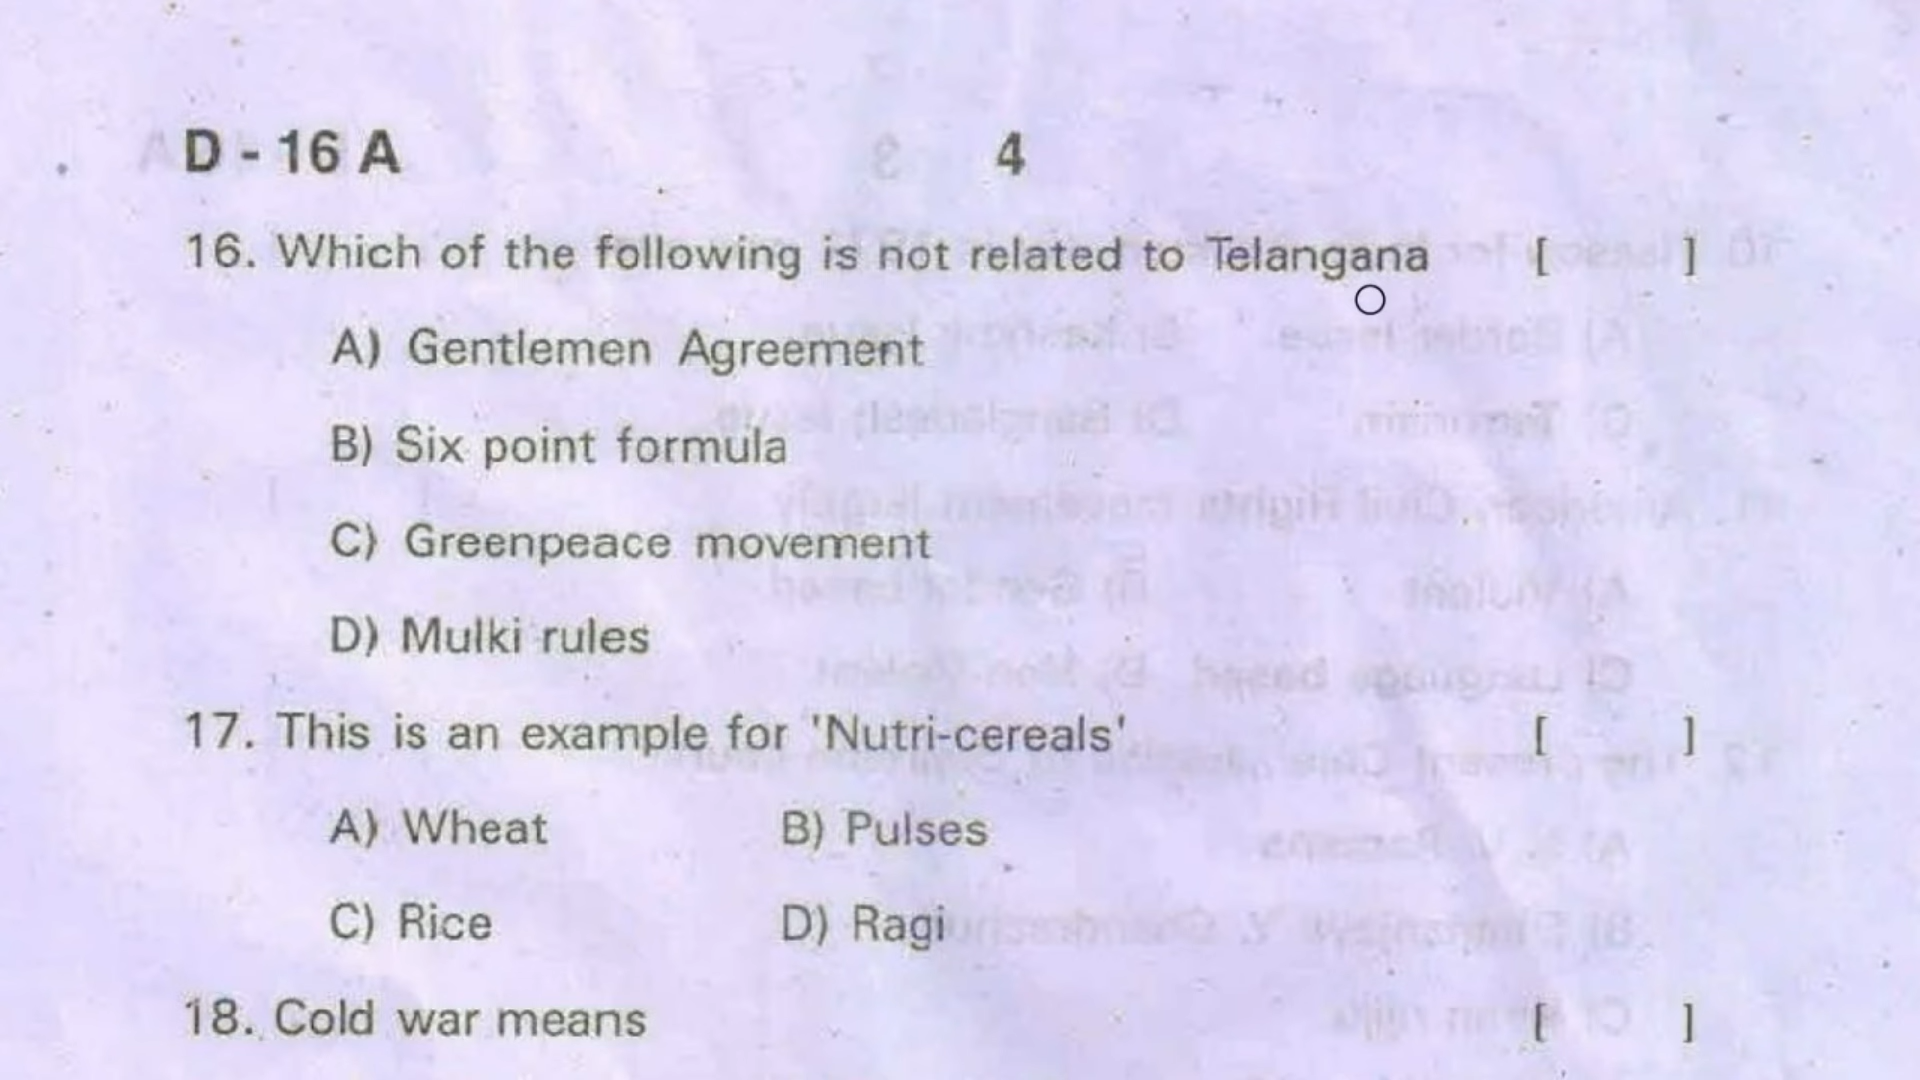 D - 16 A 4
16. Which of the following is not related to Telangana [ ]
A) Gentlemen Agreement
B) Six point formula
C) Greenpeace movement
D) Mulki rules
17. This is an example for 'Nutri-cereals' [ ]
A) Wheat B) Pulses
C) Rice D) Ragi
18. Cold war means [ ]